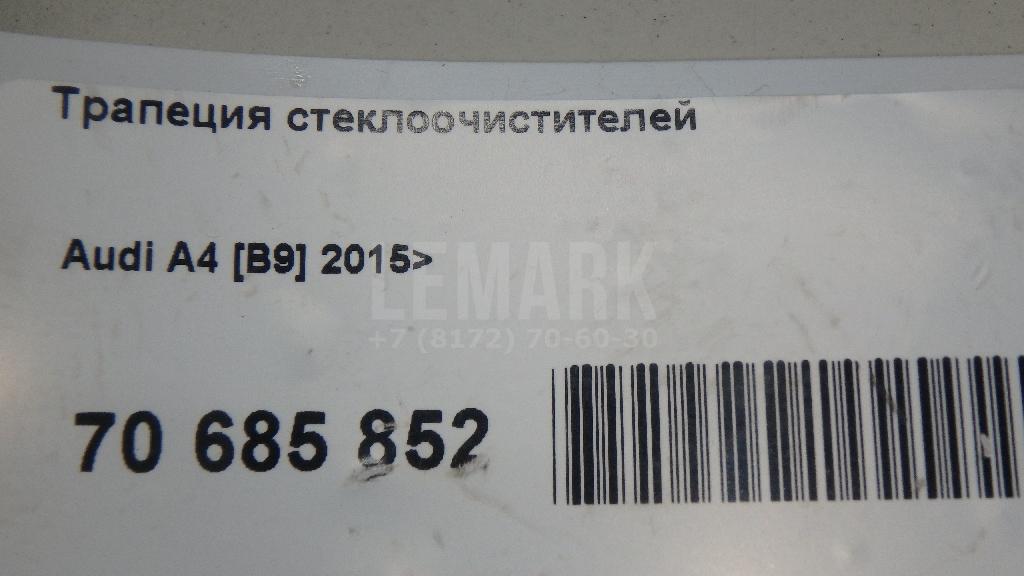 Трапеция стеклоочистителей
Audi A4 [B9] 2015>
LEMARK
+7 (8172) 70-60-30
70 685 852